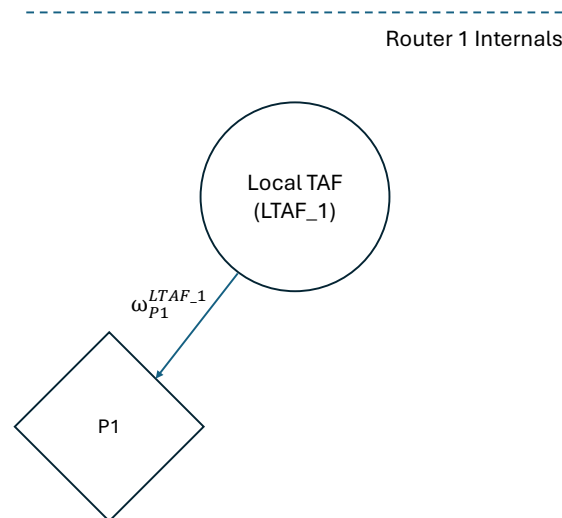 Router 1 Internals
Local TAF
(LTAF_1)
ω_{P1}^{LTAF_1}
P1